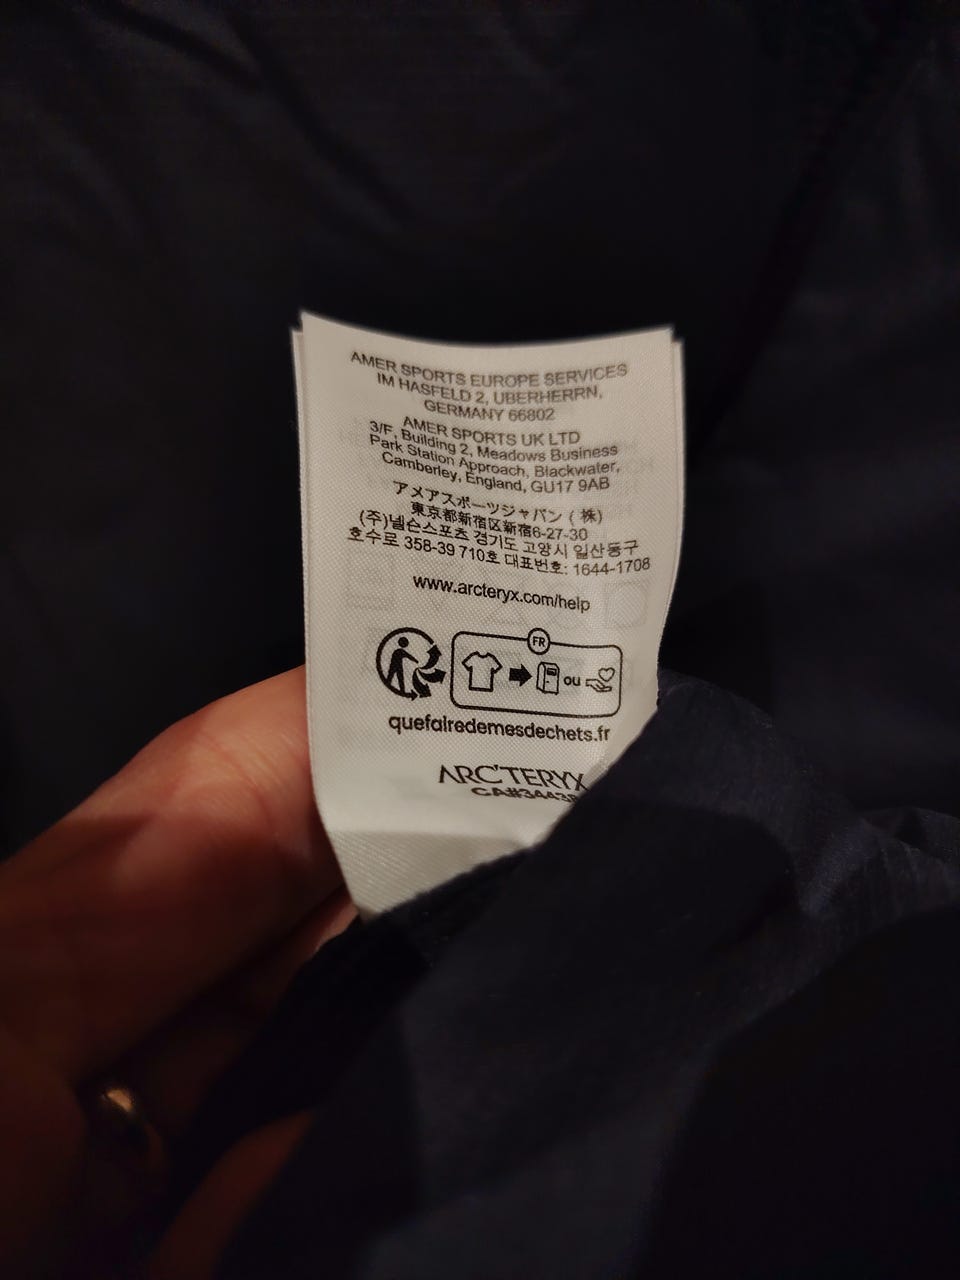 AMER SPORTS EUROPE SERVICES
IM HASFELD 2, UBERHERRN,
GERMANY 66802
AMER SPORTS UK LTD
3/F, Building 2, Meadows Business
Park Station Approach, Blackwater,
Camberley, England, GU17 9AB
アメアスポーツジャパン (株)
東京都新宿区新宿6-27-30
(주)넬슨스포츠 경기도 고양시 일산동구
호수로 358-39 710호 대표번호: 1644-1708
www.arcteryx.com/help
FR
ou
quefairedemesdechets.fr
ARC'TERYX